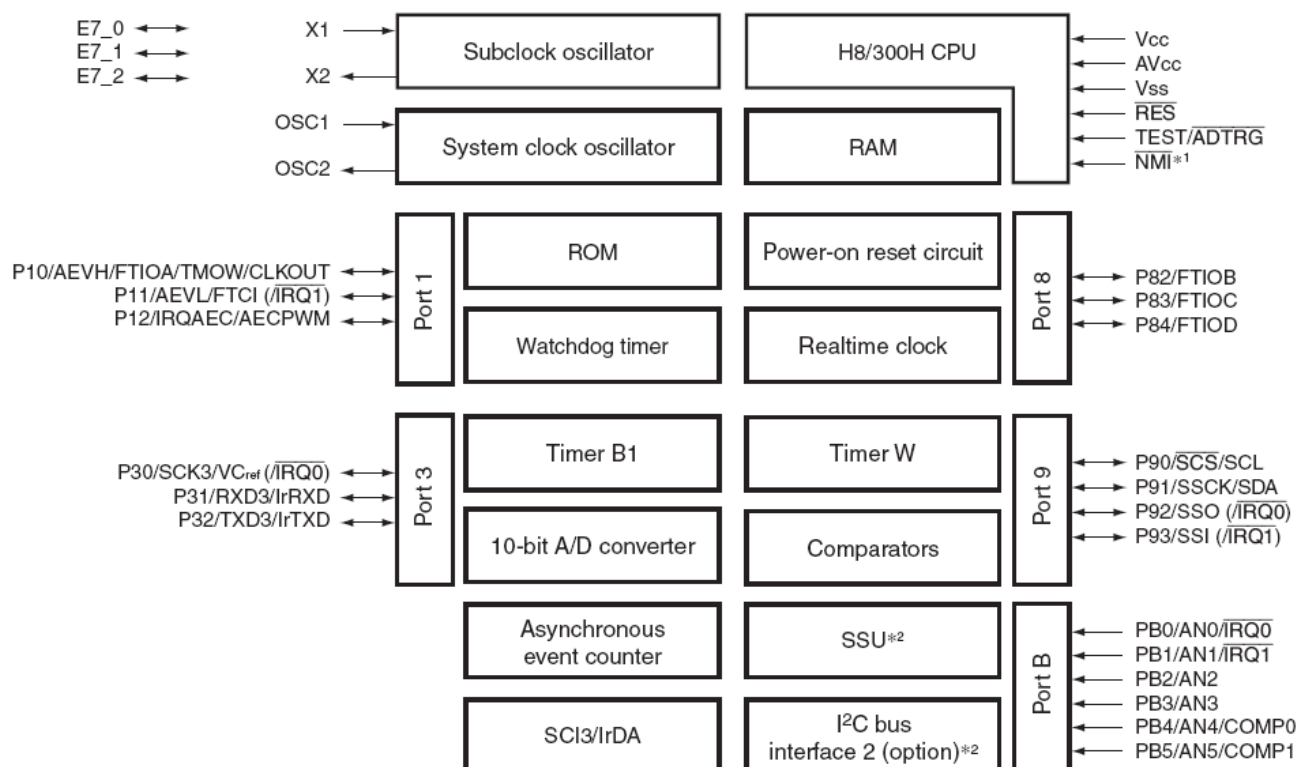 E7_0
E7_1
E7_2
X1
X2
Subclock oscillator
H8/300H CPU
Vcc
AVcc
Vss
RES
TEST/ADTRG
NMI*1
OSC1
OSC2
System clock oscillator
RAM
P10/AEVH/FTIOA/TMOW/CLKOUT
P11/AEVL/FTCI (/IRQ1)
P12/IRQAEC/AECPWM
Port 1
ROM
Power-on reset circuit
Watchdog timer
Realtime clock
Port 8
P82/FTIOB
P83/FTIOC
P84/FTIOD
P30/SCK3/VCref (/IRQ0)
P31/RXD3/IrRXD
P32/TXD3/IrTXD
Port 3
Timer B1
Timer W
10-bit A/D converter
Comparators
Port 9
P90/SCS/SCL
P91/SSCK/SDA
P92/SSO (/IRQ0)
P93/SSI (/IRQ1)
Asynchronous
event counter
SSU*2
SCI3/IrDA
I2C bus
interface 2 (option)*2
Port B
PB0/AN0/IRQ0
PB1/AN1/IRQ1
PB2/AN2
PB3/AN3
PB4/AN4/COMP0
PB5/AN5/COMP1